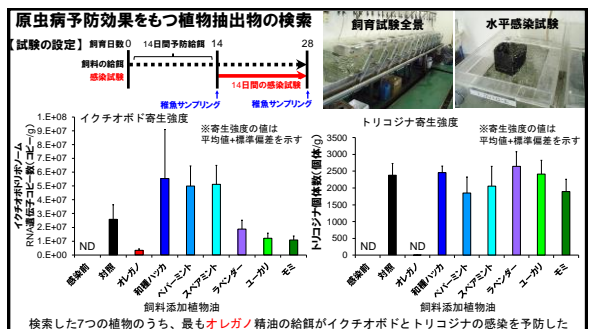 原虫病予防効果をもつ植物抽出物の検索
【試験の設定】 飼育日数 0 14日間予防給餌 14 28
飼料の給餌
感染試験
14日間の感染試験
稚魚サンプリング 稚魚サンプリング
飼育試験全景
水平感染試験
イクチオボド寄生強度
※寄生強度の値は
平均値+標準偏差を示す
イクチオボドリボソーム
RNA遺伝子コピー数(コピー/g)
1.E+08
9.E+07
8.E+07
7.E+07
6.E+07
5.E+07
4.E+07
3.E+07
2.E+07
1.E+07
0.E+00
ND
感染前 対照 オレガノ 和種ハッカ ペパーミント スペアミント ラベンダー ユーカリ モミ
飼料添加植物油
トリコジナ寄生強度
※寄生強度の値は
平均値+標準偏差を示す
トリコジナ個体数(個体/g)
3500
3000
2500
2000
1500
1000
500
0
ND ND
感染前 対照 オレガノ 和種ハッカ ペパーミント スペアミント ラベンダー ユーカリ モミ
飼料添加植物油
検索した7つの植物のうち、最もオレガノ精油の給餌がイクチオボドとトリコジナの感染を予防した